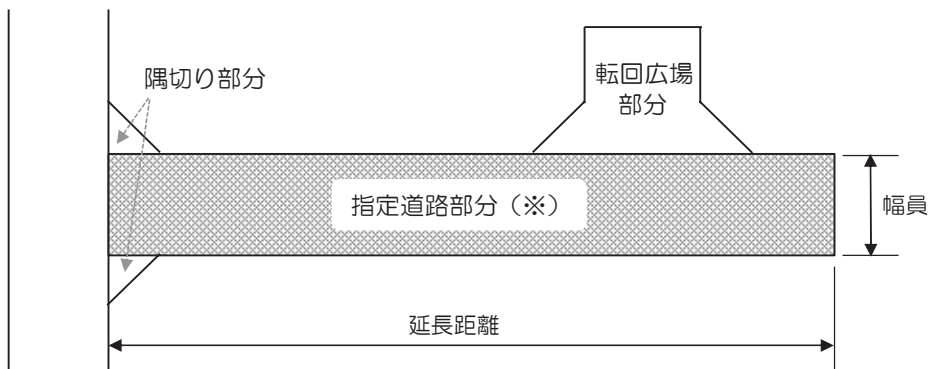 隅切り部分
転回広場
部分
指定道路部分（※）
幅員
延長距離